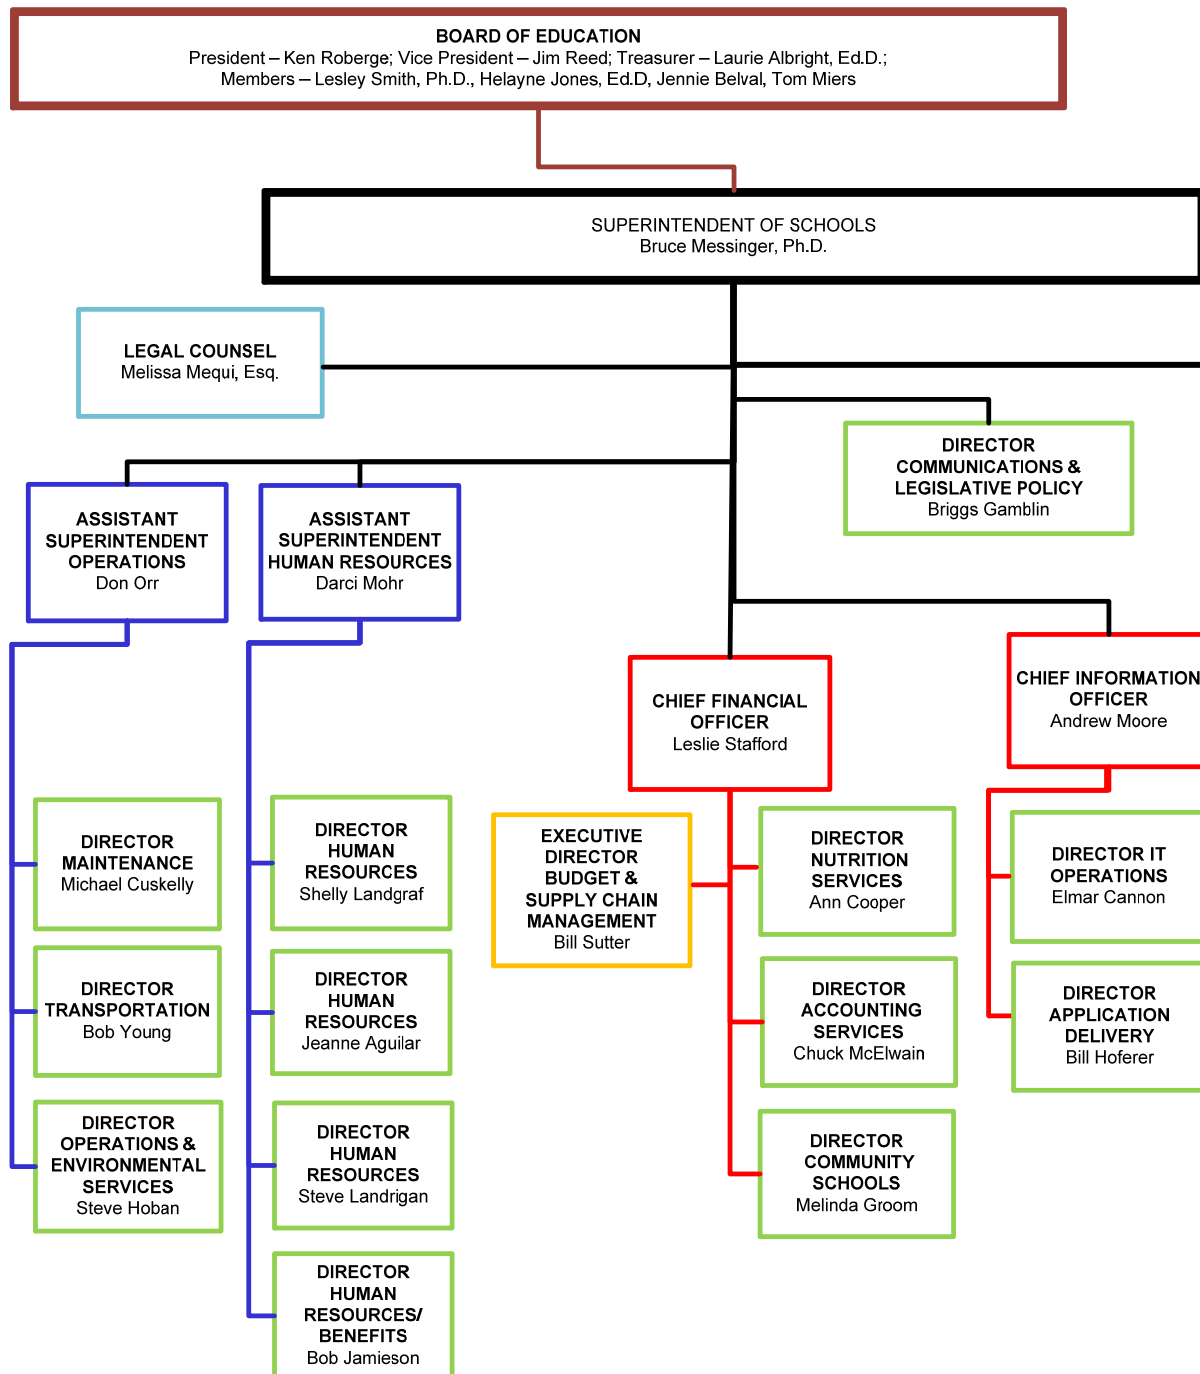 BOARD OF EDUCATION
President – Ken Roberge; Vice President – Jim Reed; Treasurer – Laurie Albright, Ed.D.;
Members – Lesley Smith, Ph.D., Helayne Jones, Ed.D, Jennie Belval, Tom Miers
SUPERINTENDENT OF SCHOOLS
Bruce Messinger, Ph.D.
LEGAL COUNSEL
Melissa Mequi, Esq.
DIRECTOR
COMMUNICATIONS &
LEGISLATIVE POLICY
Briggs Gamblin
ASSISTANT
SUPERINTENDENT
OPERATIONS
Don Orr
ASSISTANT
SUPERINTENDENT
HUMAN RESOURCES
Darci Mohr
CHIEF FINANCIAL
OFFICER
Leslie Stafford
CHIEF INFORMATION
OFFICER
Andrew Moore
DIRECTOR
MAINTENANCE
Michael Cuskelly
DIRECTOR
TRANSPORTATION
Bob Young
DIRECTOR
OPERATIONS &
ENVIRONMENTAL
SERVICES
Steve Hoban
DIRECTOR
HUMAN
RESOURCES
Shelly Landgraf
DIRECTOR
HUMAN
RESOURCES
Jeanne Aguilar
DIRECTOR
HUMAN
RESOURCES
Steve Landrigan
DIRECTOR
HUMAN
RESOURCES/
BENEFITS
Bob Jamieson
EXECUTIVE
DIRECTOR
BUDGET &
SUPPLY CHAIN
MANAGEMENT
Bill Sutter
DIRECTOR
NUTRITION
SERVICES
Ann Cooper
DIRECTOR
ACCOUNTING
SERVICES
Chuck McElwain
DIRECTOR
COMMUNITY
SCHOOLS
Melinda Groom
DIRECTOR IT
OPERATIONS
Elmar Cannon
DIRECTOR
APPLICATION
DELIVERY
Bill Hoferer